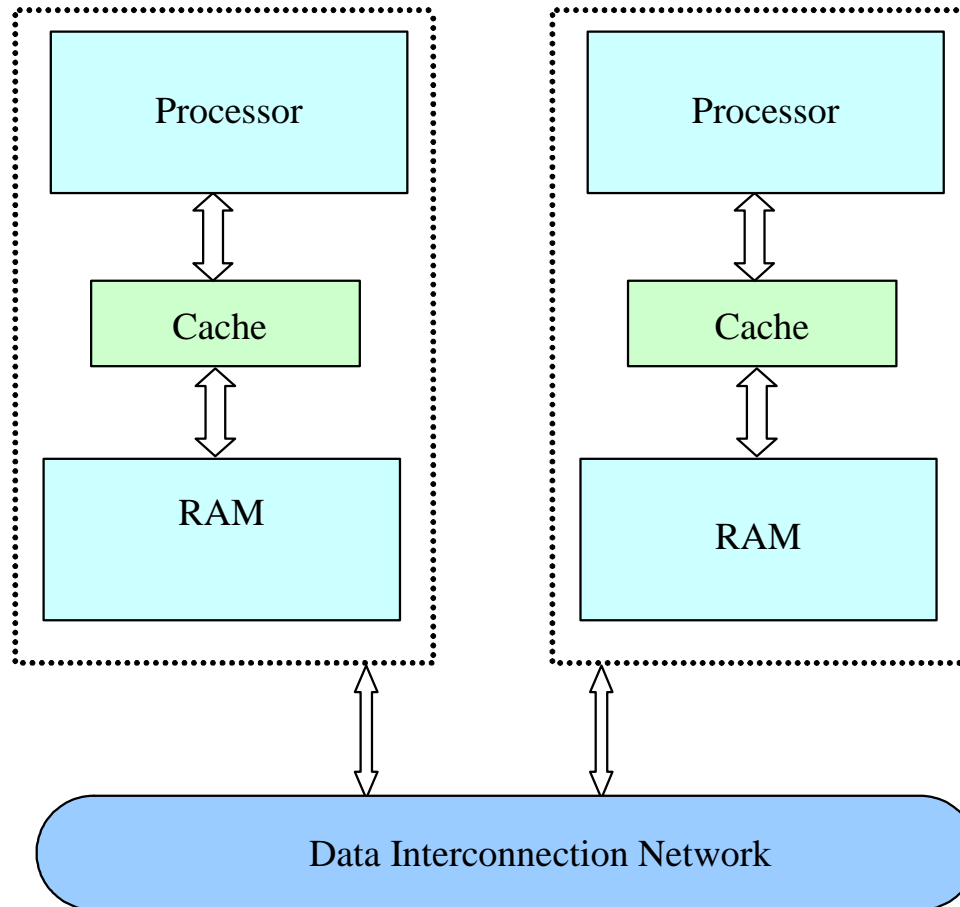 Processor
Processor
Cache
Cache
RAM
RAM
Data Interconnection Network